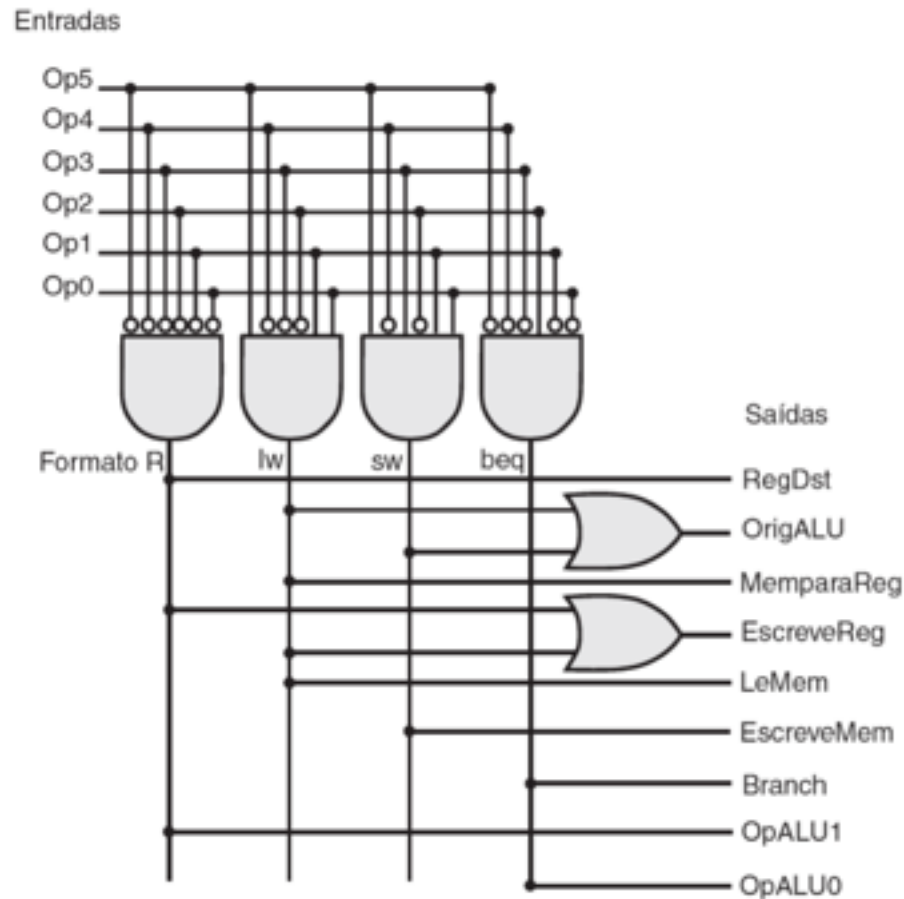 Entradas
Op5
Op4
Op3
Op2
Op1
Op0
Formato R
lw
sw
beq
Saídas
RegDst
OrigALU
MemparaReg
EscreveReg
LeMem
EscreveMem
Branch
OpALU1
OpALU0